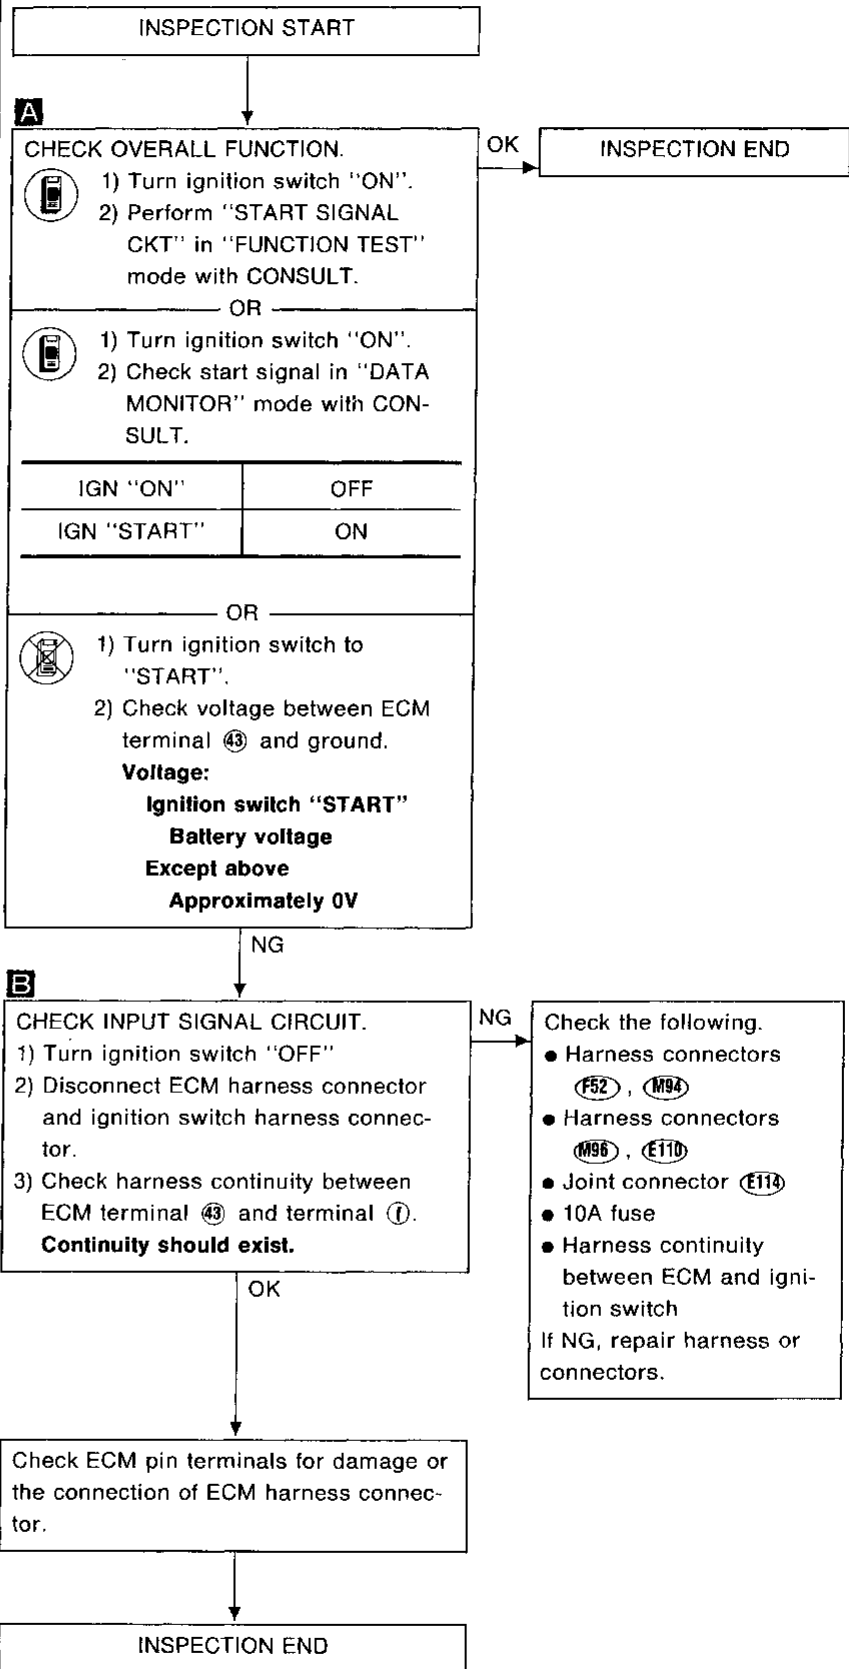 INSPECTION START
A
CHECK OVERALL FUNCTION.
1) Turn ignition switch "ON".
2) Perform "START SIGNAL
CKT" in "FUNCTION TEST"
mode with CONSULT.
OK
INSPECTION END
OR
1) Turn ignition switch "ON".
2) Check start signal in "DATA
MONITOR" mode with CON-
SULT.
IGN "ON" OFF
IGN "START" ON
OR
1) Turn ignition switch to
"START".
2) Check voltage between ECM
terminal 43 and ground.
Voltage:
Ignition switch "START"
Battery voltage
Except above
Approximately 0V
NG
B
CHECK INPUT SIGNAL CIRCUIT.
1) Turn ignition switch "OFF"
2) Disconnect ECM harness connector
and ignition switch harness connec-
tor.
3) Check harness continuity between
ECM terminal 43 and terminal f.
Continuity should exist.
NG
Check the following.
● Harness connectors
F52 , M94
● Harness connectors
M96 , E110
● Joint connector E114
● 10A fuse
● Harness continuity
between ECM and igni-
tion switch
If NG, repair harness or
connectors.
OK
Check ECM pin terminals for damage or
the connection of ECM harness connec-
tor.
INSPECTION END